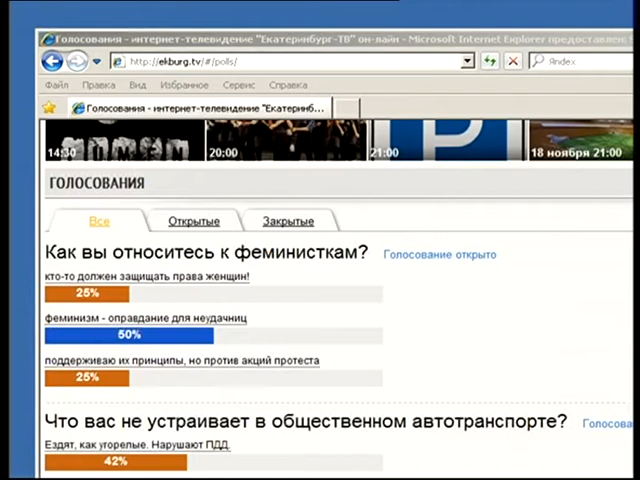 Голосования - интернет-телевидение "Екатеринбург-ТВ" он-лайн - Microsoft Internet Explorer предоставлен:
http://ekburg.tv/#/polls/
Яndex
Файл Правка Вид Избранное Сервис Справка
Голосования - интернет-телевидение "Екатеринб...
14:30 20:00 21:00 18 ноября 21:00
ГОЛОСОВАНИЯ
Все Открытые Закрытые
Как вы относитесь к феминисткам? Голосование открыто
кто-то должен защищать права женщин!
25%
феминизм - оправдание для неудачниц
50%
поддерживаю их принципы, но против акций протеста
25%
Что вас не устраивает в общественном автотранспорте? Голосова
Ездят, как угорелые. Нарушают ПДД.
42%